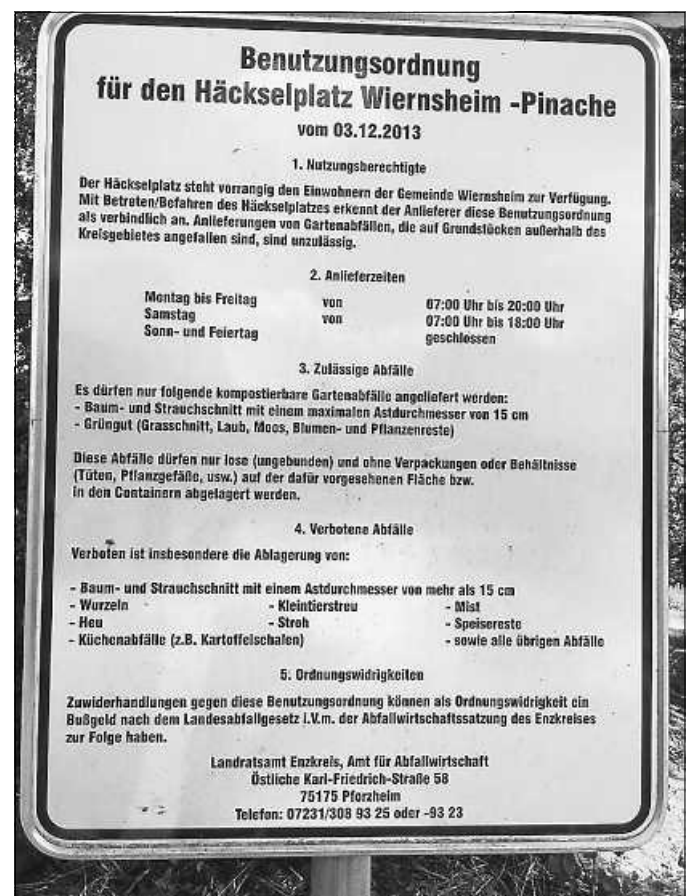 Benutzungsordnung
für den Häckselplatz Wiernsheim -Pinache
vom 03.12.2013
1. Nutzungsberechtigte
Der Häckselplatz steht vorrangig den Einwohnern der Gemeinde Wiernsheim zur Verfügung.
Mit Betreten/Befahren des Häckselplatzes erkennt der Anlieferer diese Benutzungsordnung
als verbindlich an. Anlieferungen von Gartenabfällen, die auf Grundstücken außerhalb des
Kreisgebietes angefallen sind, sind unzulässig.
2. Anlieferzeiten
Montag bis Freitag von 07:00 Uhr bis 20:00 Uhr
Samstag von 07:00 Uhr bis 18:00 Uhr
Sonn- und Feiertag geschlossen
3. Zulässige Abfälle
Es dürfen nur folgende kompostierbare Gartenabfälle angeliefert werden:
- Baum- und Strauchschnitt mit einem maximalen Astdurchmesser von 15 cm
- Grüngut (Grasschnitt, Laub, Moos, Blumen- und Pflanzenreste)
Diese Abfälle dürfen nur lose (ungebunden) und ohne Verpackungen oder Behältnisse
(Tüten, Pflanzgefäße, usw.) auf der dafür vorgesehenen Fläche bzw.
in den Containern abgelagert werden.
4. Verbotene Abfälle
Verboten ist insbesondere die Ablagerung von:
- Baum- und Strauchschnitt mit einem Astdurchmesser von mehr als 15 cm
- Wurzeln - Kleintierstreu - Mist
- Heu - Stroh - Speisereste
- Küchenabfälle (z.B. Kartoffelschalen) - sowie alle übrigen Abfälle
5. Ordnungswidrigkeiten
Zuwiderhandlungen gegen diese Benutzungsordnung können als Ordnungswidrigkeit ein
Bußgeld nach dem Landesabfallgesetz i.V.m. der Abfallwirtschaftssatzung des Enzkreises
zur Folge haben.
Landratsamt Enzkreis, Amt für Abfallwirtschaft
Östliche Karl-Friedrich-Straße 58
75175 Pforzheim
Telefon: 07231/308 93 25 oder -93 23